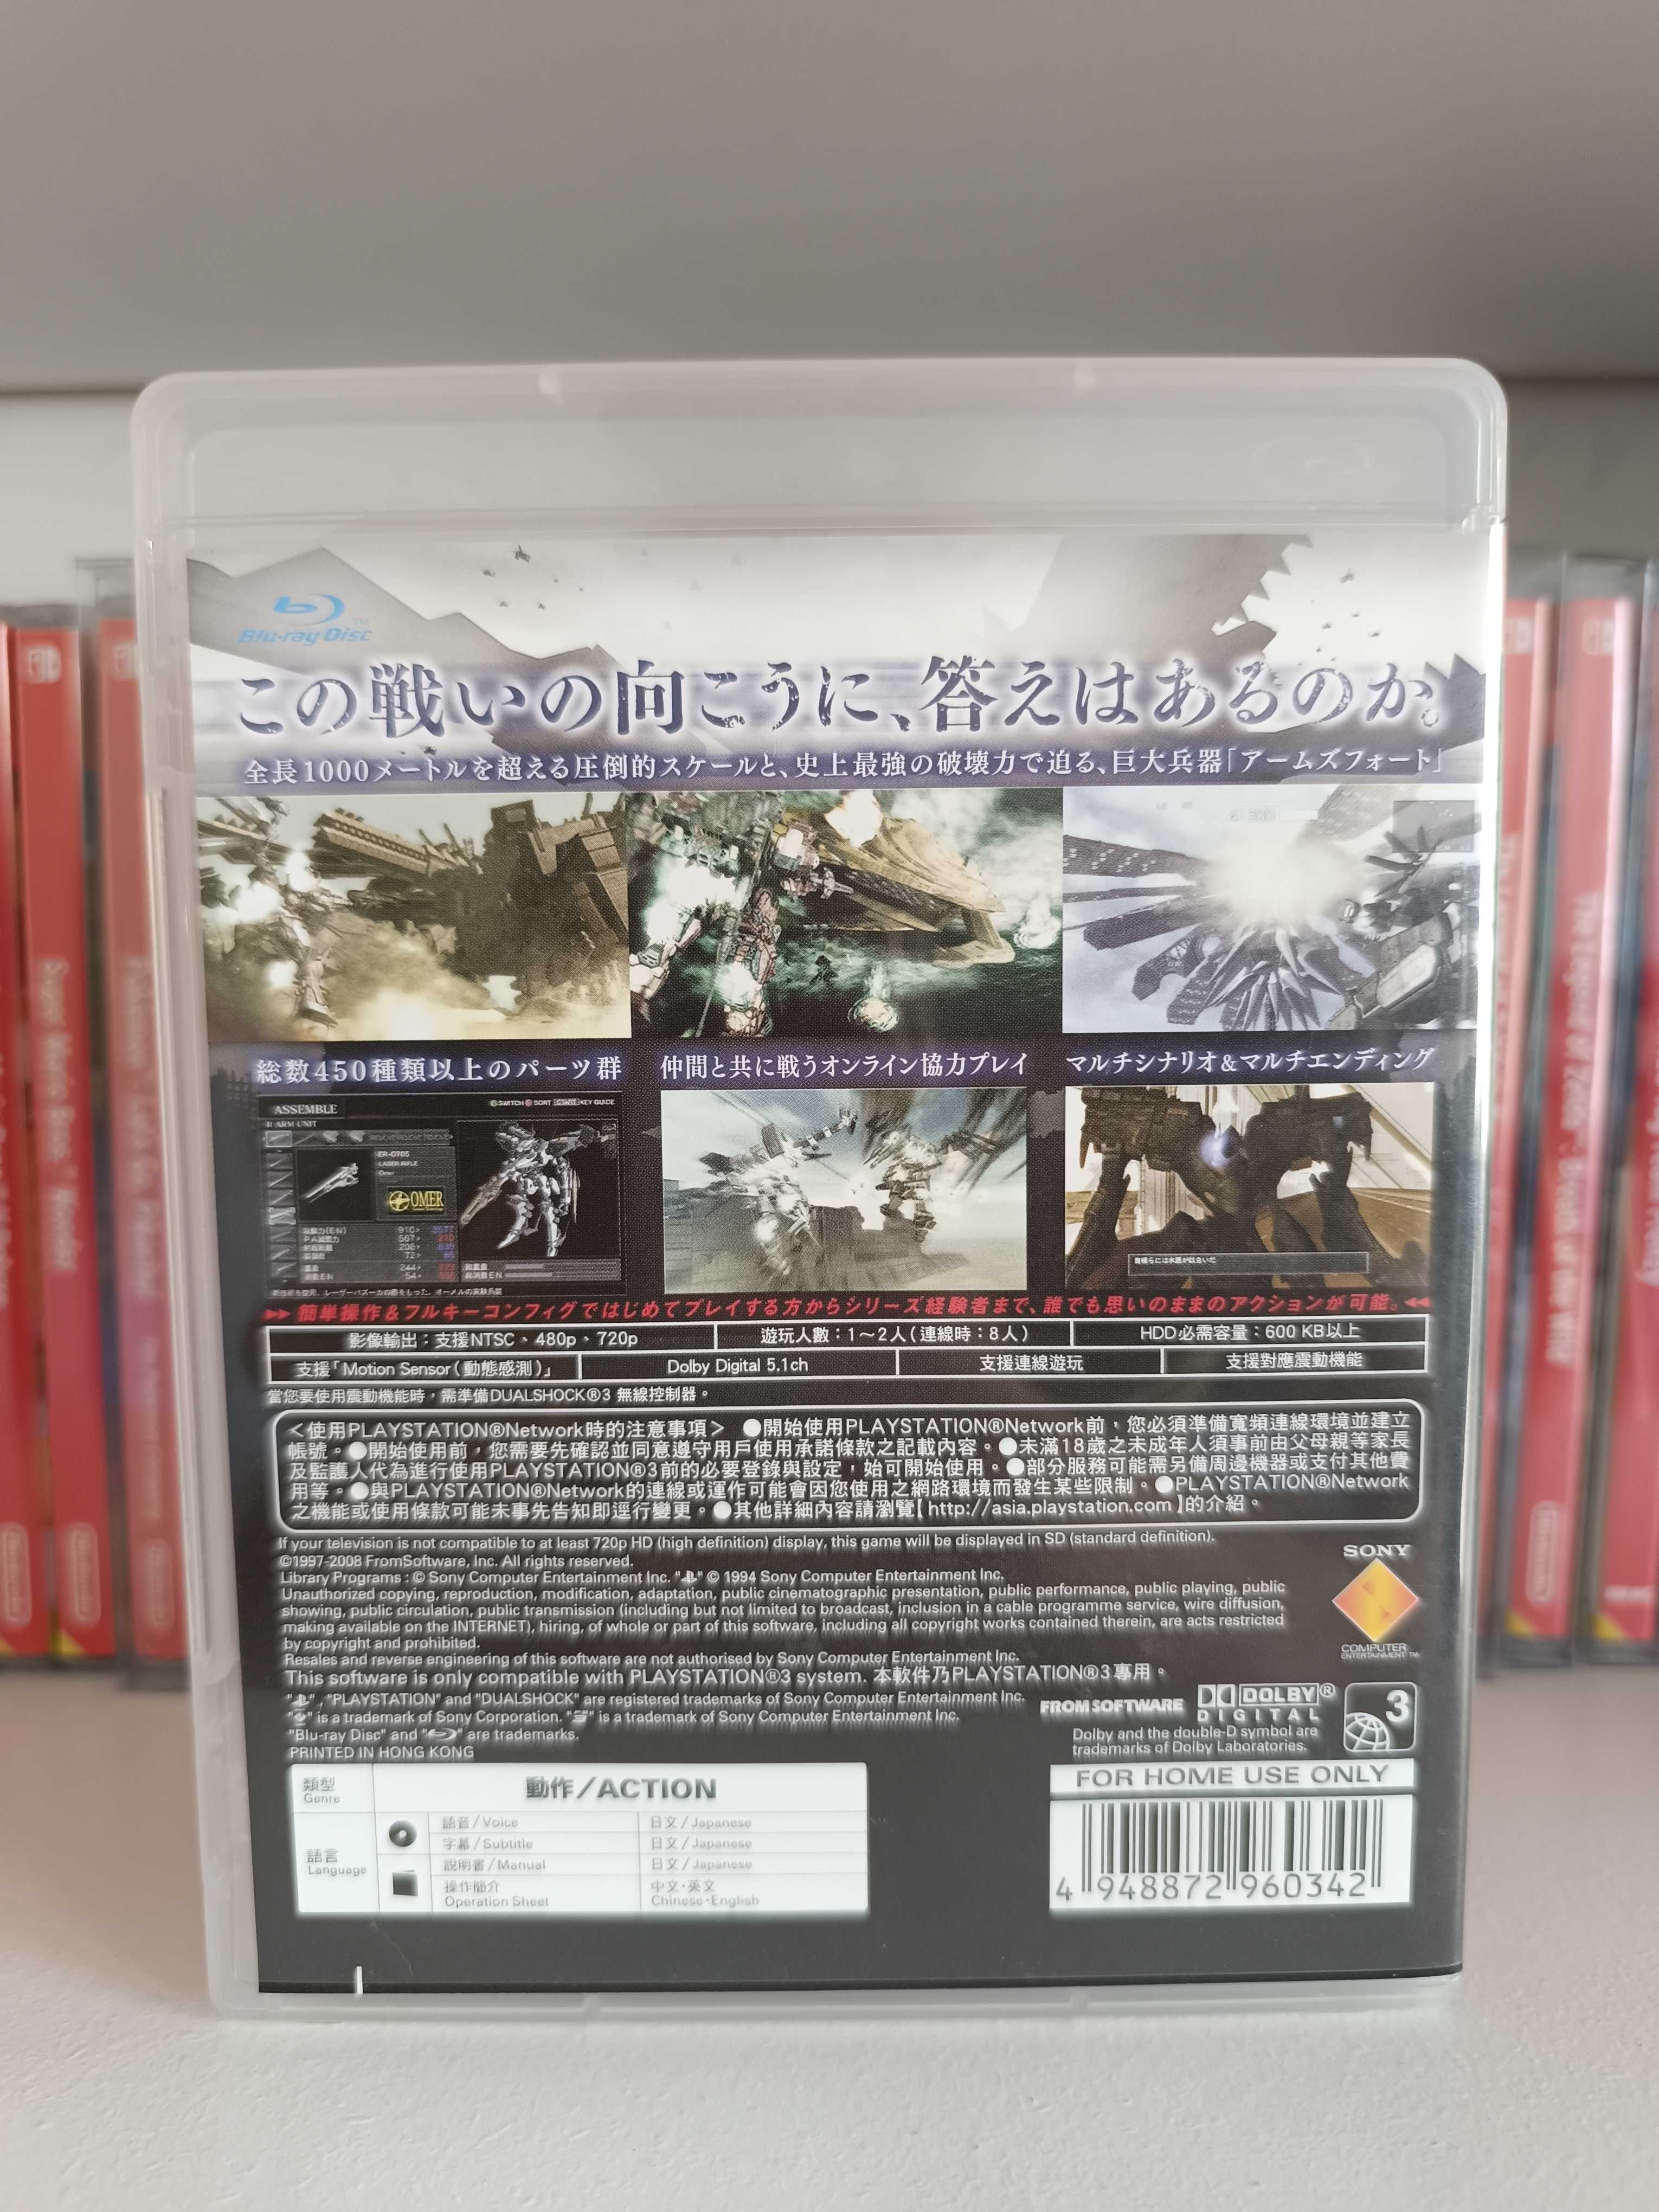 Blu-ray Disc
この戦いの向こうに、答えはあるのか。
全長1000メートルを超える圧倒的スケールと、史上最強の破壊力で迫る、巨大兵器「アームズフォート」
総数450種類以上のパーツ群
仲間と共に戦うオンライン協力プレイ
マルチシナリオ&マルチエンディング
ASSEMBLE
R ARM UNIT
SWITCH SORT START KEY GUIDE
ER-O705
LASER RIFLE
Omer
OMER
簡単操作&フルキーコンフィグではじめてプレイする方からシリーズ経験者まで、誰でも思いのままのアクションが可能。
影像輸出：支援NTSC、480p、720p
遊玩人數：1～2人(連線時：8人)
HDD必需容量：600 KB以上
支援「Motion Sensor(動態感測)」
Dolby Digital 5.1ch
支援連線遊玩
支援對應震動機能
當您要使用震動機能時，需準備DUALSHOCK®3 無線控制器。
＜使用PLAYSTATION®Network時的注意事項＞ ●開始使用PLAYSTATION®Network前，您必須準備寬頻連線環境並建立
帳號。●開始使用前，您需要先確認並同意遵守用戶使用承諾條款之記載內容。●未滿18歲之未成年人須事前由父母親等家長
及監護人代為進行使用PLAYSTATION®3前的必要登錄與設定，始可開始使用。●部分服務可能需另備周邊機器或支付其他費
用等。●與PLAYSTATION®Network的連線或運作可能會因您使用之網路環境而發生某些限制。●PLAYSTATION®Network
之機能或使用條款可能未事先告知即逕行變更。●其他詳細內容請瀏覽【http://asia.playstation.com】的介紹。
If your television is not compatible to at least 720p HD (high definition) display, this game will be displayed in SD (standard definition).
©1997-2008 FromSoftware, Inc. All rights reserved.
Library Programs : © Sony Computer Entertainment Inc. "" © 1994 Sony Computer Entertainment Inc.
Unauthorized copying, reproduction, modification, adaptation, public cinematographic presentation, public performance, public playing, public
showing, public circulation, public transmission (including but not limited to broadcast, inclusion in a cable programme service, wire diffusion,
making available on the INTERNET), hiring, of whole or part of this software, including all copyright works contained therein, are acts restricted
by copyright and prohibited.
Resales and reverse engineering of this software are not authorised by Sony Computer Entertainment Inc.
This software is only compatible with PLAYSTATION®3 system. 本軟件乃PLAYSTATION®3專用。
"", "PLAYSTATION" and "DUALSHOCK" are registered trademarks of Sony Computer Entertainment Inc.
"" is a trademark of Sony Corporation. "" is a trademark of Sony Computer Entertainment Inc.
"Blu-ray Disc" and "" are trademarks.
PRINTED IN HONG KONG
SONY
COMPUTER
ENTERTAINMENT™
FROM SOFTWARE
DOLBY®
DIGITAL
Dolby and the double-D symbol are
trademarks of Dolby Laboratories.
3
類型
Genre
動作/ACTION
語言
Language
語音/Voice 日文/Japanese
字幕/Subtitle 日文/Japanese
說明書/Manual 日文/Japanese
操作簡介 中文・英文
Operation Sheet Chinese・English
FOR HOME USE ONLY
4 948872 960342